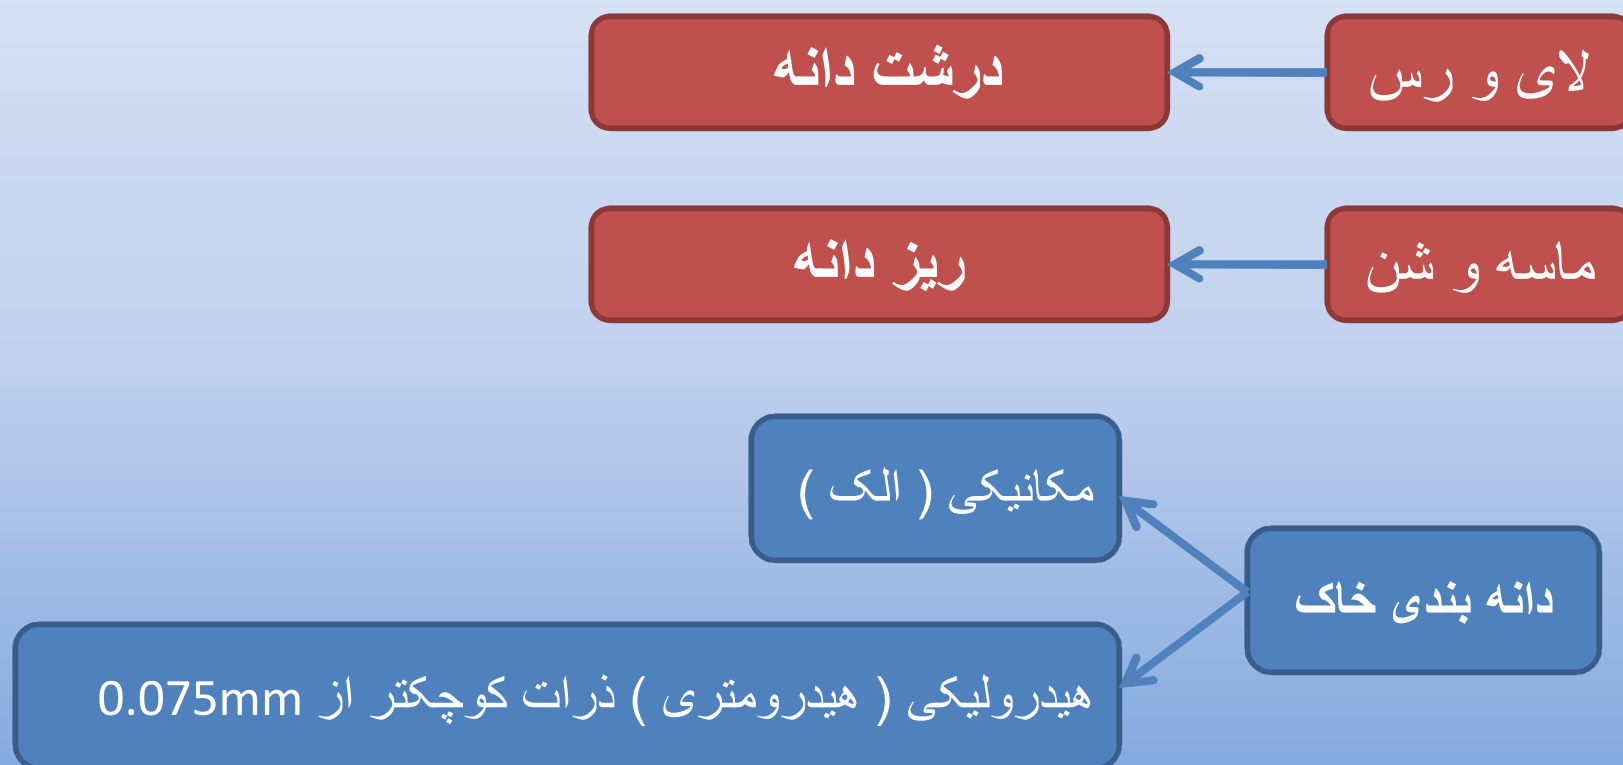 لای و رس
درشت دانه
ماسه و شن
ریز دانه
مکانیکی ( الک )
دانه بندی خاک
هیدرولیکی ( هیدرومتری ) ذرات کوچکتر از 0.075mm